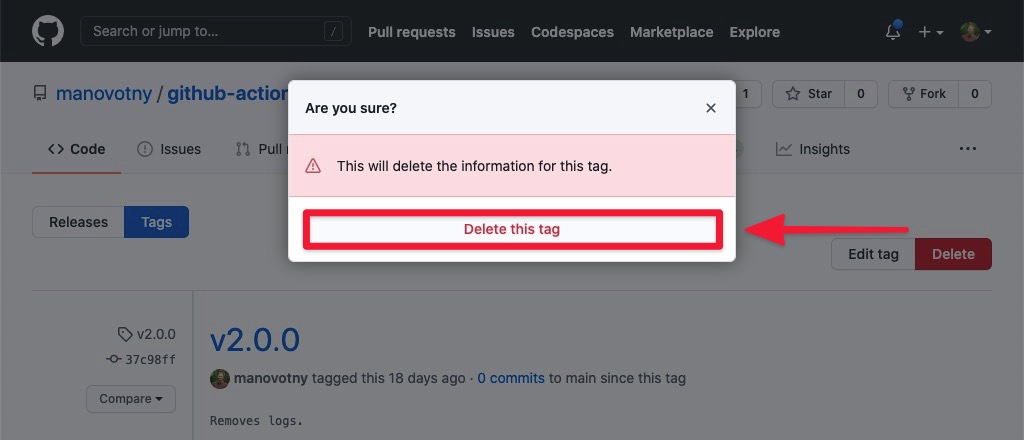 Search or jump to… / Pull requests Issues Codespaces Marketplace Explore
manovotny / github-action 1 Star 0 Fork 0
Are you sure?
Code Issues Pull Insights
This will delete the information for this tag.
Releases Tags
Delete this tag
Edit tag Delete
v2.0.0
37c98ff
Compare
v2.0.0
manovotny tagged this 18 days ago · 0 commits to main since this tag
Removes logs.